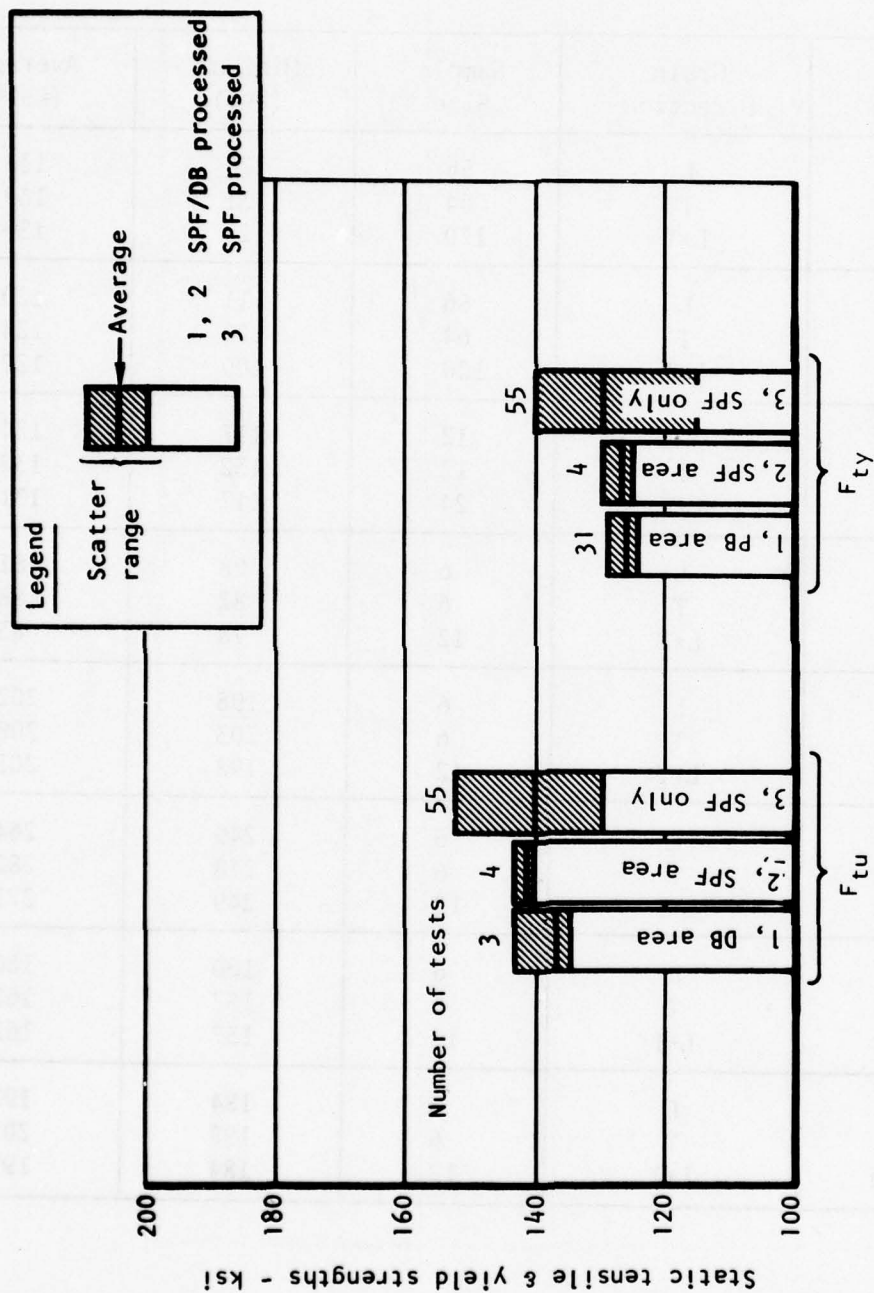 Legend
Scatter
range
Average
1, 2 SPF/DB processed
3 SPF processed
Static tensile & yield strengths - ksi
200
180
160
140
120
100
Number of tests
3
4
55
31
4
55
1, DB area
2, SPF area
3, SPF only
1, PB area
2, SPF area
3, SPF only
Ftu
Fty